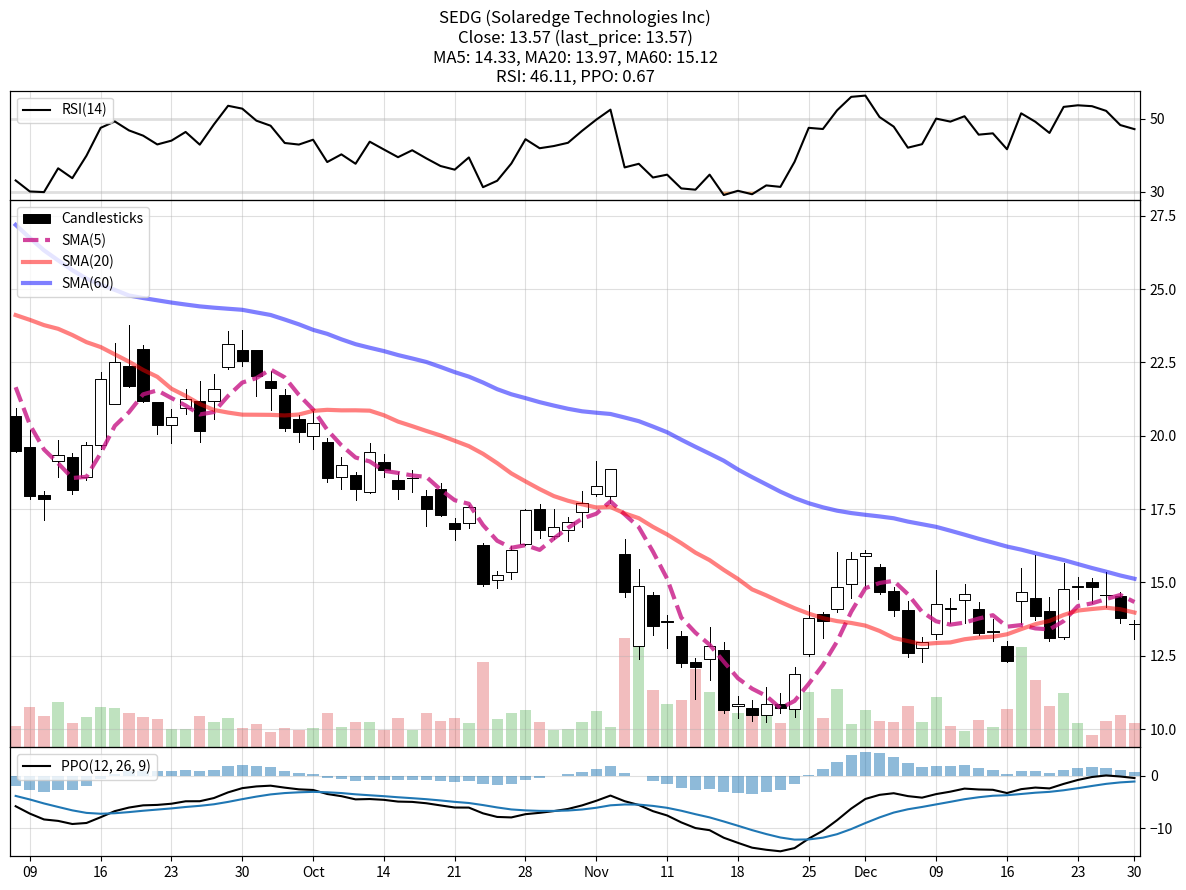 SEDG (Solaredge Technologies Inc)
Close: 13.57 (last_price: 13.57)
MA5: 14.33, MA20: 13.97, MA60: 15.12
RSI: 46.11, PPO: 0.67
RSI(14)
50
30
Candlesticks
SMA(5)
SMA(20)
SMA(60)
27.5
25.0
22.5
20.0
17.5
15.0
12.5
10.0
PPO(12, 26, 9)
0
−10
09 16 23 30 Oct 14 21 28 Nov 11 18 25 Dec 09 16 23 30